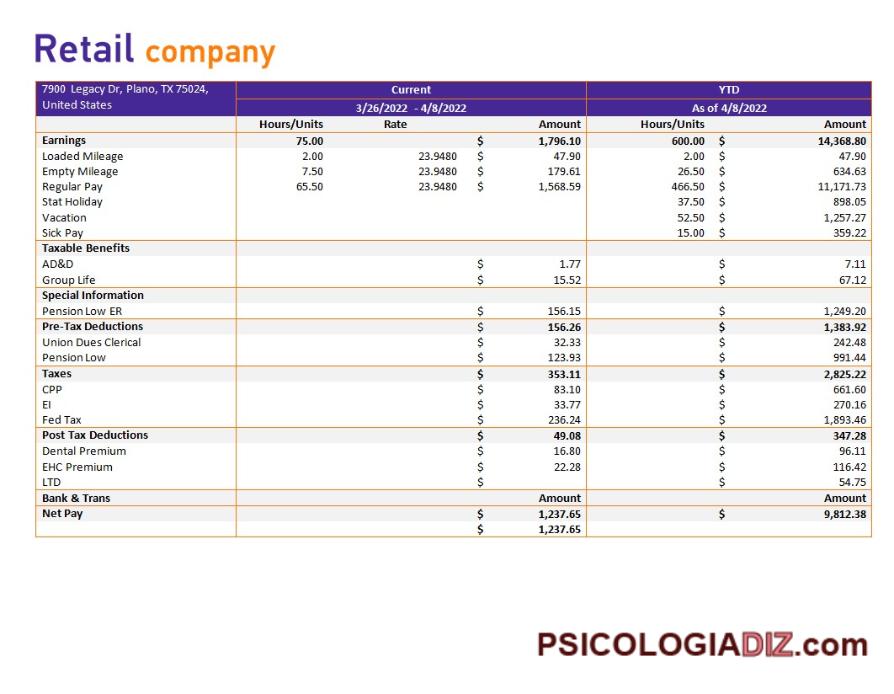 Retail company
7900 Legacy Dr, Plano, TX 75024, Current YTD
United States 3/26/2022 - 4/8/2022 As of 4/8/2022
Hours/Units Rate Amount Hours/Units Amount
Earnings 75.00 $ 1,796.10 600.00 $ 14,368.80
Loaded Mileage 2.00 23.9480 $ 47.90 2.00 $ 47.90
Empty Mileage 7.50 23.9480 $ 179.61 26.50 $ 634.63
Regular Pay 65.50 23.9480 $ 1,568.59 466.50 $ 11,171.73
Stat Holiday 37.50 $ 898.05
Vacation 52.50 $ 1,257.27
Sick Pay 15.00 $ 359.22
Taxable Benefits
AD&D $ 1.77 $ 7.11
Group Life $ 15.52 $ 67.12
Special Information
Pension Low ER $ 156.15 $ 1,249.20
Pre-Tax Deductions $ 156.26 $ 1,383.92
Union Dues Clerical $ 32.33 $ 242.48
Pension Low $ 123.93 $ 991.44
Taxes $ 353.11 $ 2,825.22
CPP $ 83.10 $ 661.60
EI $ 33.77 $ 270.16
Fed Tax $ 236.24 $ 1,893.46
Post Tax Deductions $ 49.08 $ 347.28
Dental Premium $ 16.80 $ 96.11
EHC Premium $ 22.28 $ 116.42
LTD $ $ 54.75
Bank & Trans Amount Amount
Net Pay $ 1,237.65 $ 9,812.38
$ 1,237.65
PSICOLOGIADIZ.com